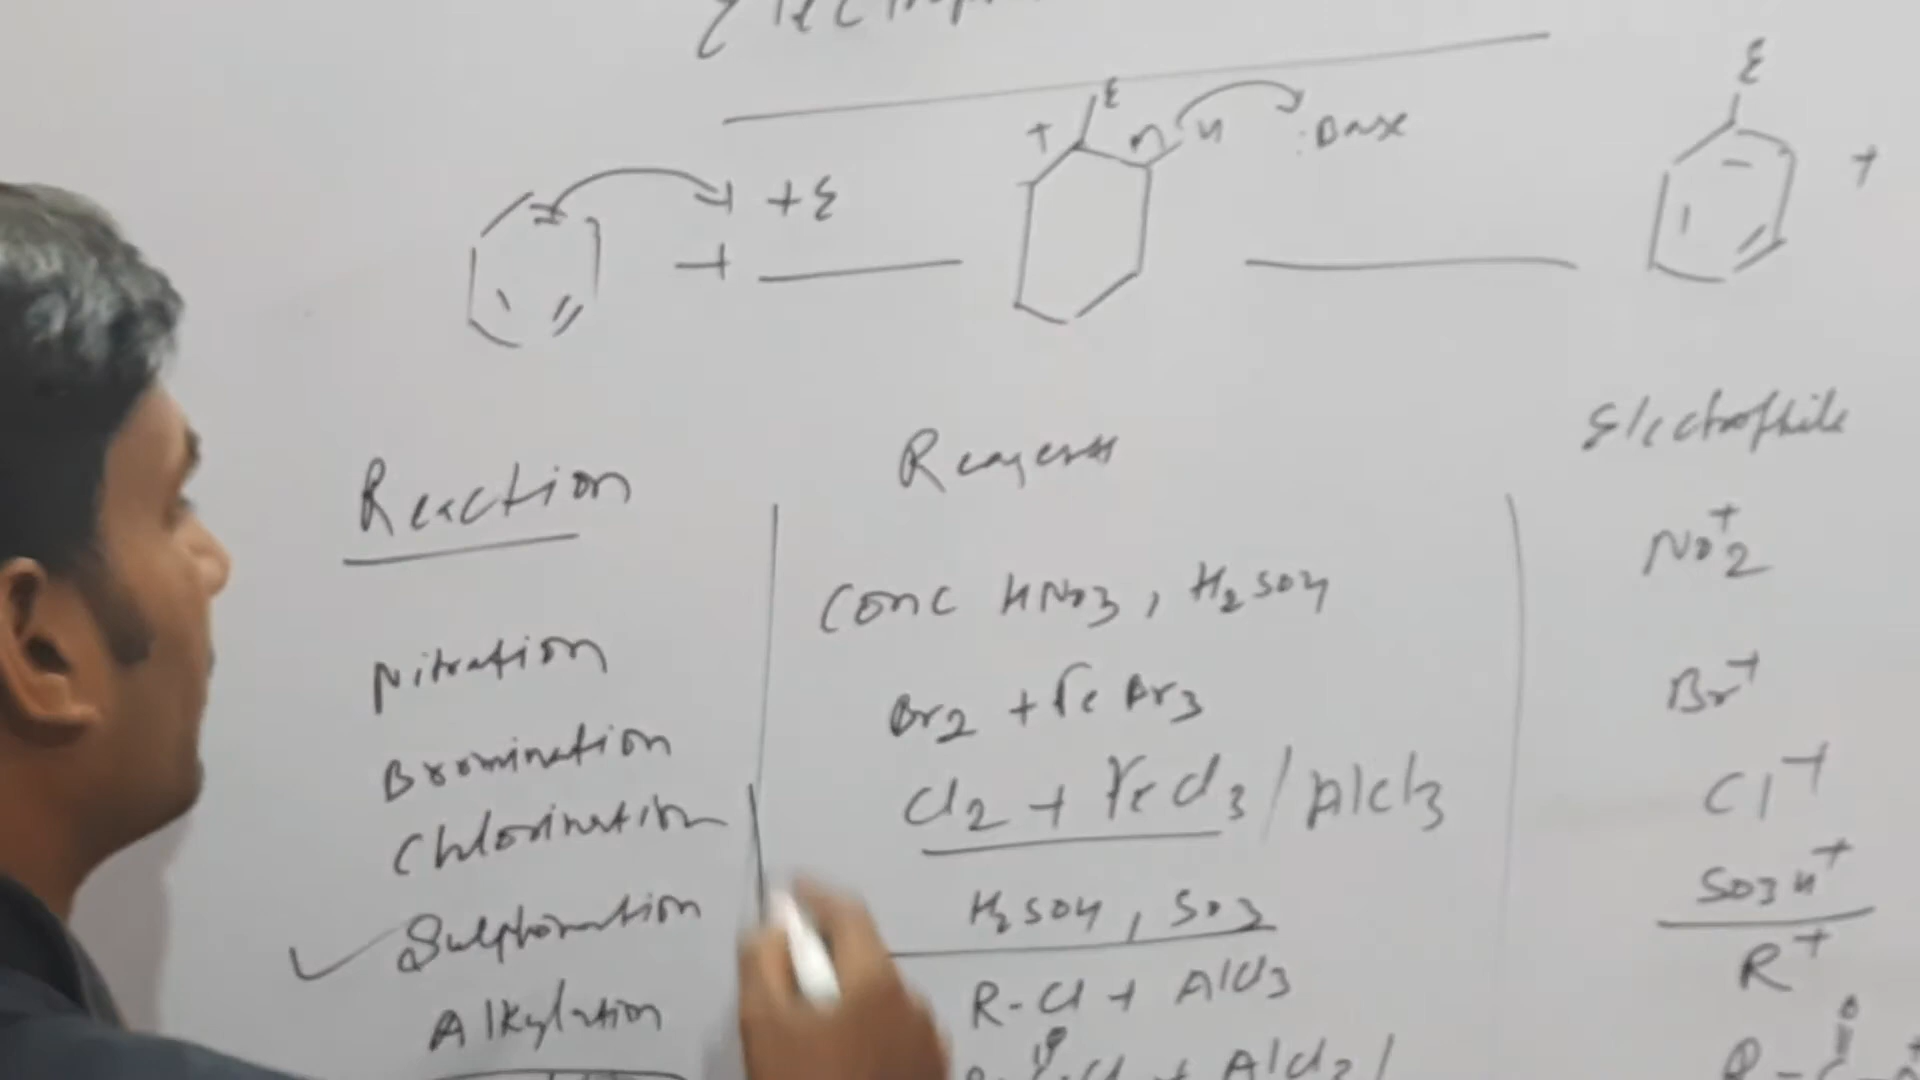 E
+ H :Base
+E
E
+
+
Reaction Reagents Electrophile
Nitration Conc HNO3, H2SO4 NO2+
Bromination Br2 + FeBr3 Br+
Chlorination Cl2 + FeCl3 / AlCl3 Cl+
Sulphonation H2SO4, SO3 SO3H+
Alkylation R-Cl + AlCl3 R+